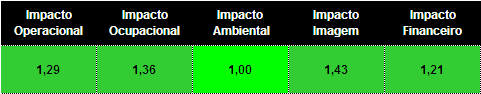 Impacto Operacional
Impacto Ocupacional
Impacto Ambiental
Impacto Imagem
Impacto Financeiro
1,29
1,36
1,00
1,43
1,21